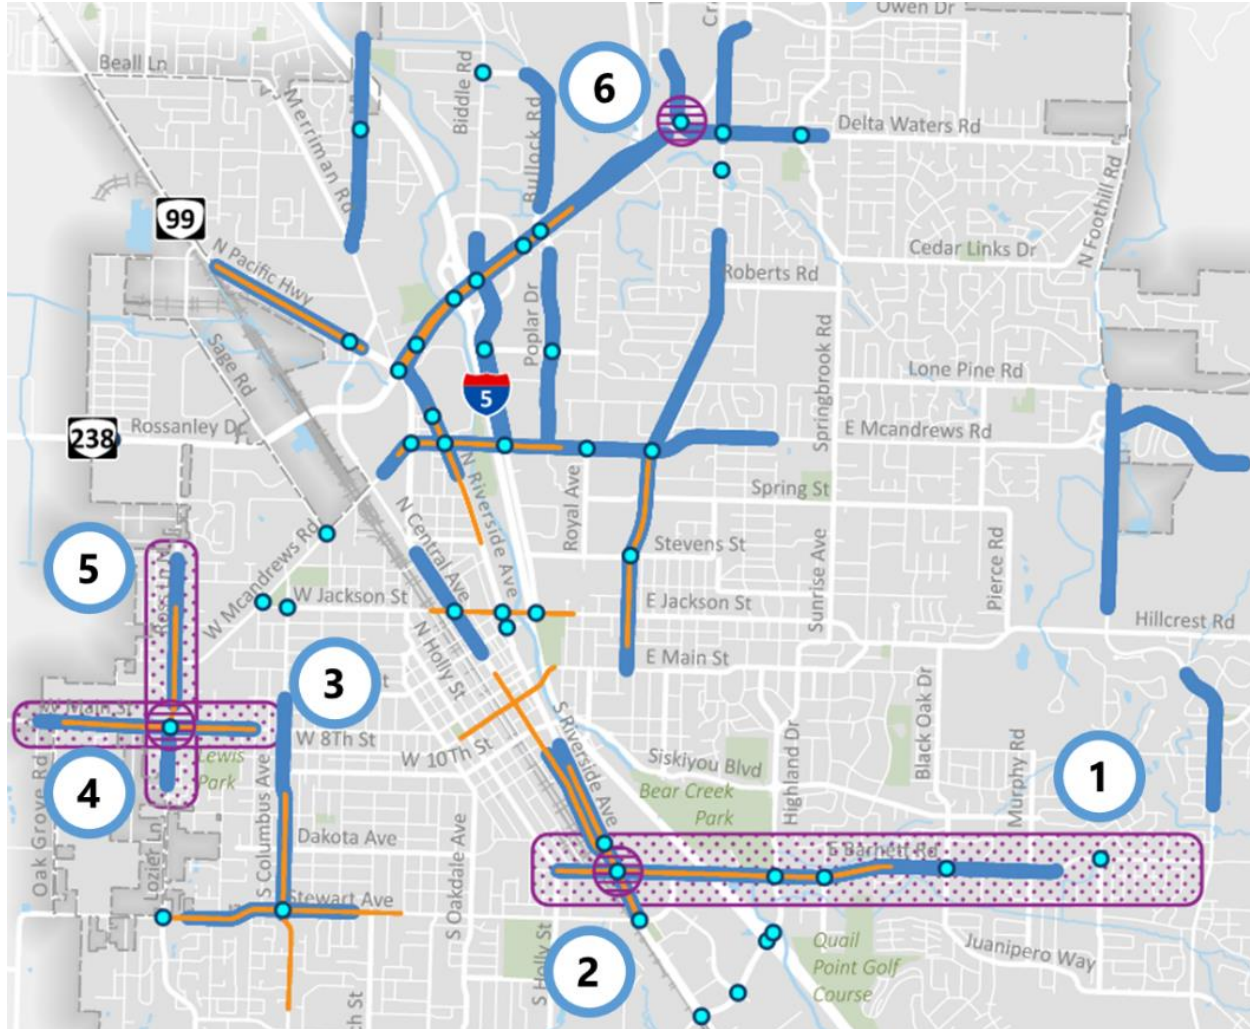 Owen Dr
Cr
Beall Ln
Biddle Rd
6
Merriman Rd
Bullock Rd
Delta Waters Rd
N Foothill Rd
99
N Pacific Hwy
Cedar Links Dr
Roberts Rd
Poplar Dr
Sage Rd
Springbrook Rd
Lone Pine Rd
5
238
Rossanley Dr
E Mcandrews Rd
N Riverside Ave
Royal Ave
Spring St
N Central Ave
W Mcandrews Rd
Stevens St
Sunrise Ave
Pierce Rd
5
W Jackson St
E Jackson St
Hillcrest Rd
N Holly St
E Main St
3
t
W Main St
W 8Th St
W 10Th St
S Riverside Ave
Siskiyou Blvd
Highland Dr
Black Oak Dr
Murphy Rd
1
Lewis
Park
4
Bear Creek
Park
Oak Grove Rd
Lozier Ln
S Columbus Ave
Dakota Ave
S Oakdale Ave
E Barnett Rd
Stewart Ave
S Holly St
2
Quail
Point Golf
Course
Juanipero Way
ch St